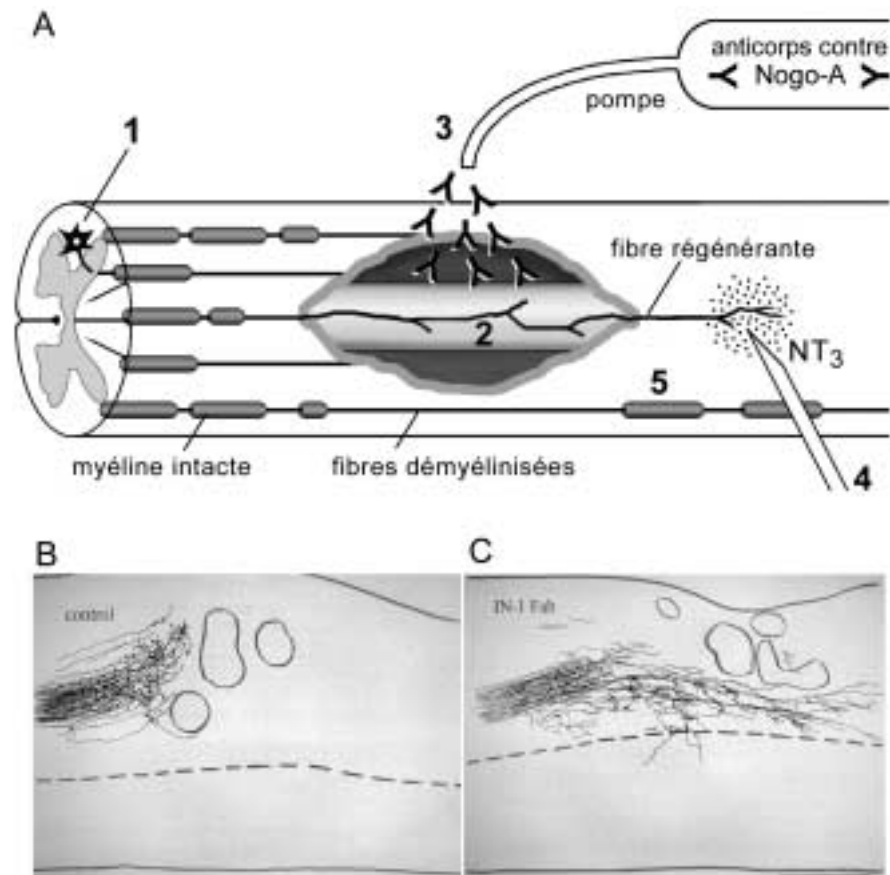 A
anticorps contre
Nogo-A
pompe
1
3
fibre régénérante
2
NT3
5
4
myéline intacte
fibres démyélinisées
B
control
C
IN-1 Fab